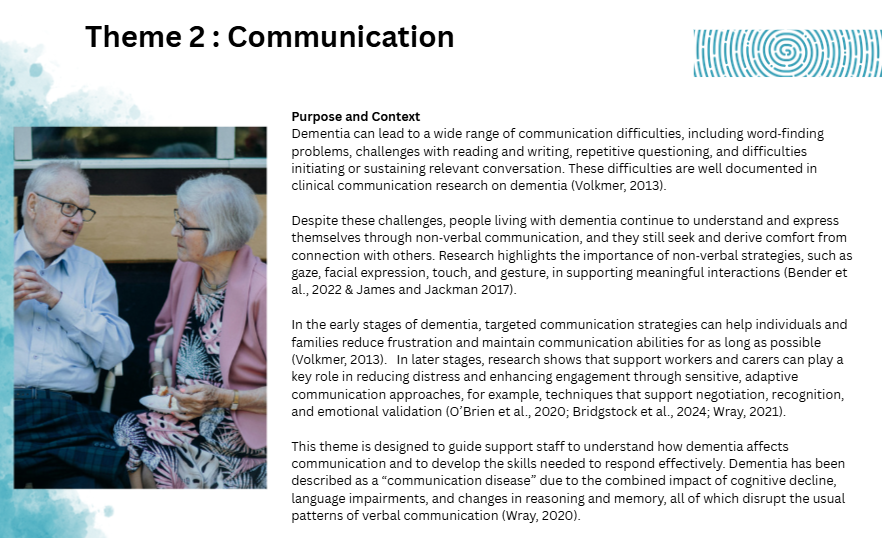 Theme 2 : Communication
Purpose and Context
Dementia can lead to a wide range of communication difficulties, including word-finding
problems, challenges with reading and writing, repetitive questioning, and difficulties
initiating or sustaining relevant conversation. These difficulties are well documented in
clinical communication research on dementia (Volkmer, 2013).
Despite these challenges, people living with dementia continue to understand and express
themselves through non-verbal communication, and they still seek and derive comfort from
connection with others. Research highlights the importance of non-verbal strategies, such as
gaze, facial expression, touch, and gesture, in supporting meaningful interactions (Bender et
al., 2022 & James and Jackman 2017).
In the early stages of dementia, targeted communication strategies can help individuals and
families reduce frustration and maintain communication abilities for as long as possible
(Volkmer, 2013).   In later stages, research shows that support workers and carers can play a
key role in reducing distress and enhancing engagement through sensitive, adaptive
communication approaches, for example, techniques that support negotiation, recognition,
and emotional validation (O’Brien et al., 2020; Bridgstock et al., 2024; Wray, 2021).
This theme is designed to guide support staff to understand how dementia affects
communication and to develop the skills needed to respond effectively. Dementia has been
described as a “communication disease” due to the combined impact of cognitive decline,
language impairments, and changes in reasoning and memory, all of which disrupt the usual
patterns of verbal communication (Wray, 2020).